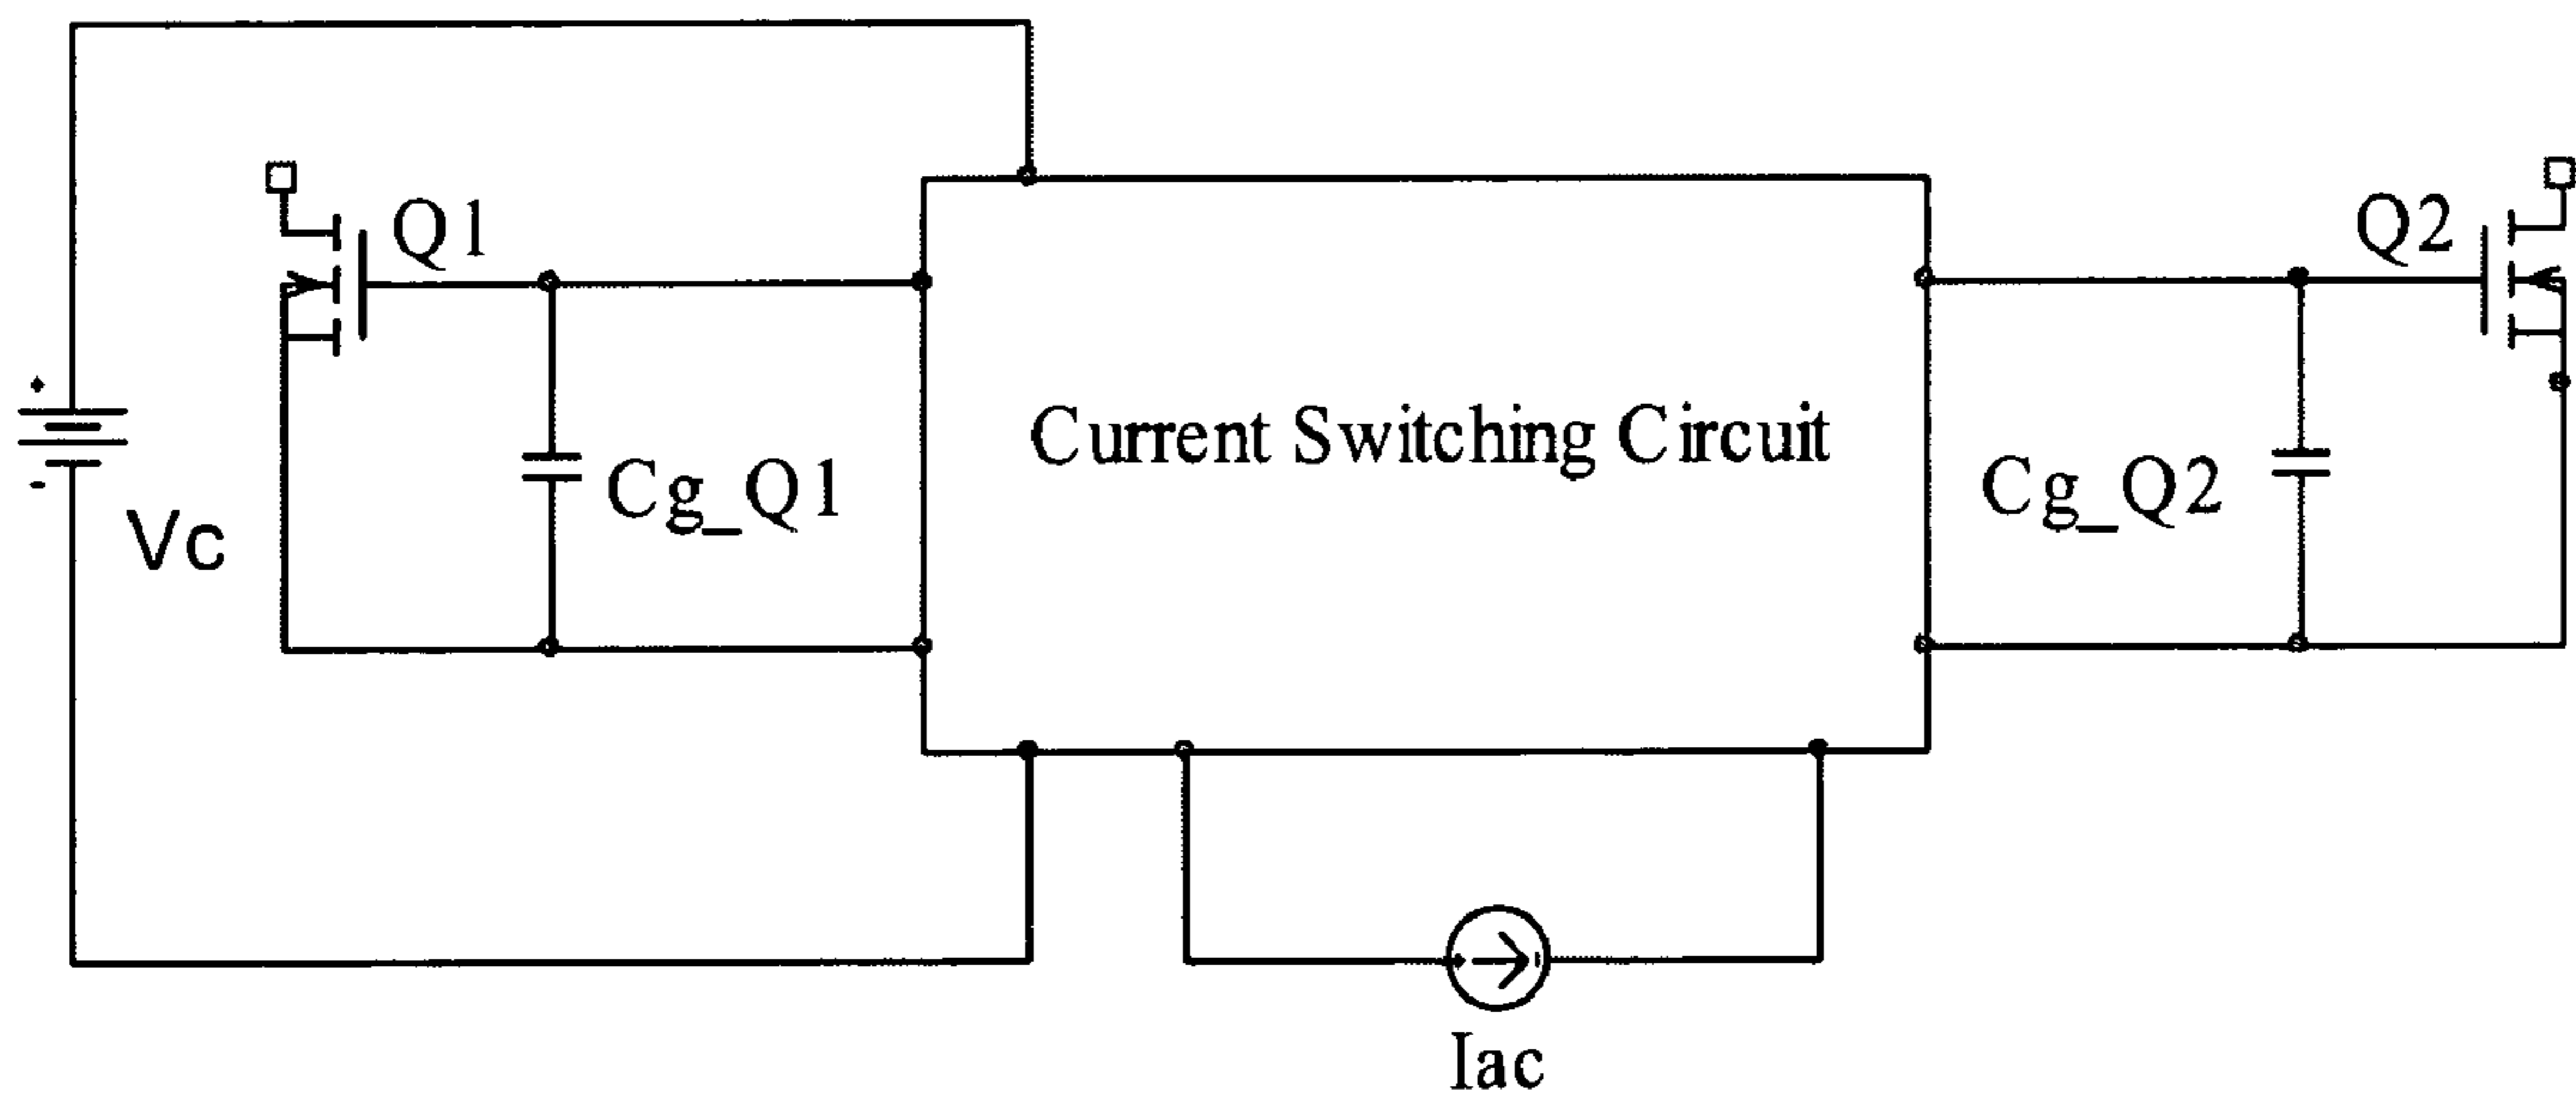 Q1
Q2
+
Current Switching Circuit
Cg_Q1
Cg_Q2
-
Vc
Iac